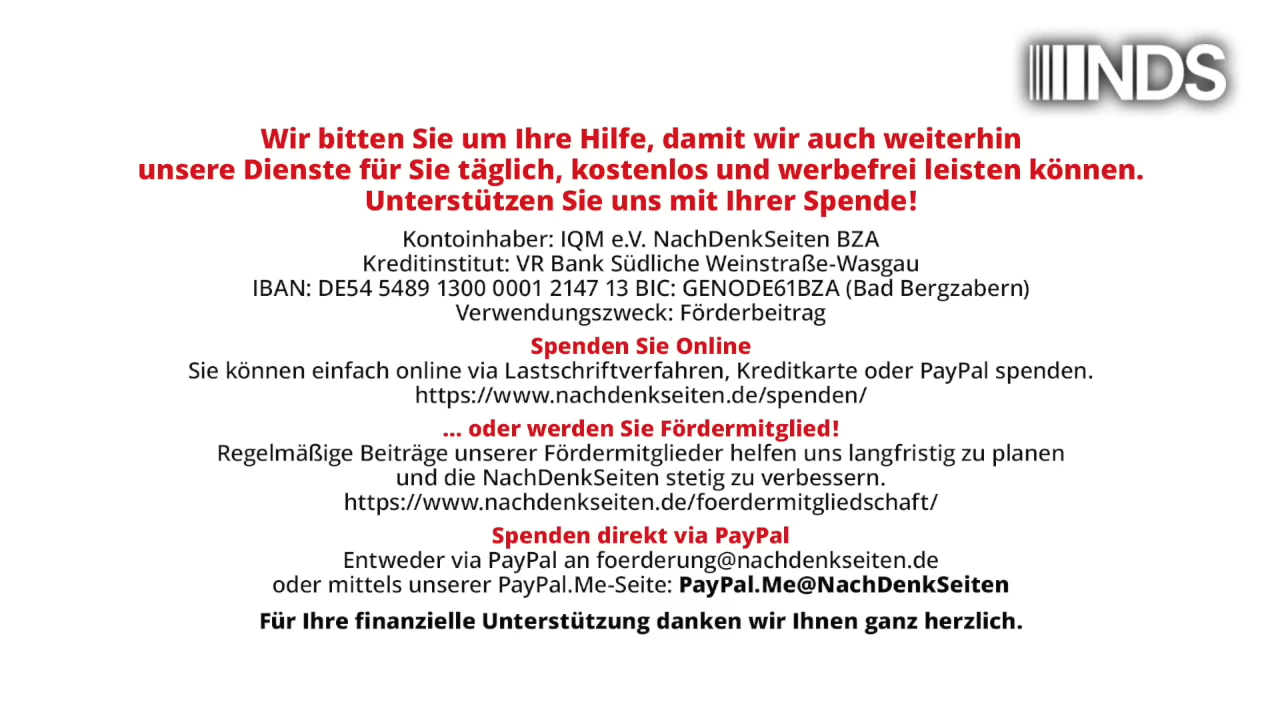 NDS
Wir bitten Sie um Ihre Hilfe, damit wir auch weiterhin
unsere Dienste für Sie täglich, kostenlos und werbefrei leisten können.
Unterstützen Sie uns mit Ihrer Spende!
Kontoinhaber: IQM e.V. NachDenkSeiten BZA
Kreditinstitut: VR Bank Südliche Weinstraße-Wasgau
IBAN: DE54 5489 1300 0001 2147 13 BIC: GENODE61BZA (Bad Bergzabern)
Verwendungszweck: Förderbeitrag
Spenden Sie Online
Sie können einfach online via Lastschriftverfahren, Kreditkarte oder PayPal spenden.
https://www.nachdenkseiten.de/spenden/
... oder werden Sie Fördermitglied!
Regelmäßige Beiträge unserer Fördermitglieder helfen uns langfristig zu planen
und die NachDenkSeiten stetig zu verbessern.
https://www.nachdenkseiten.de/foerdermitgliedschaft/
Spenden direkt via PayPal
Entweder via PayPal an foerderung@nachdenkseiten.de
oder mittels unserer PayPal.Me-Seite: PayPal.Me@NachDenkSeiten
Für Ihre finanzielle Unterstützung danken wir Ihnen ganz herzlich.